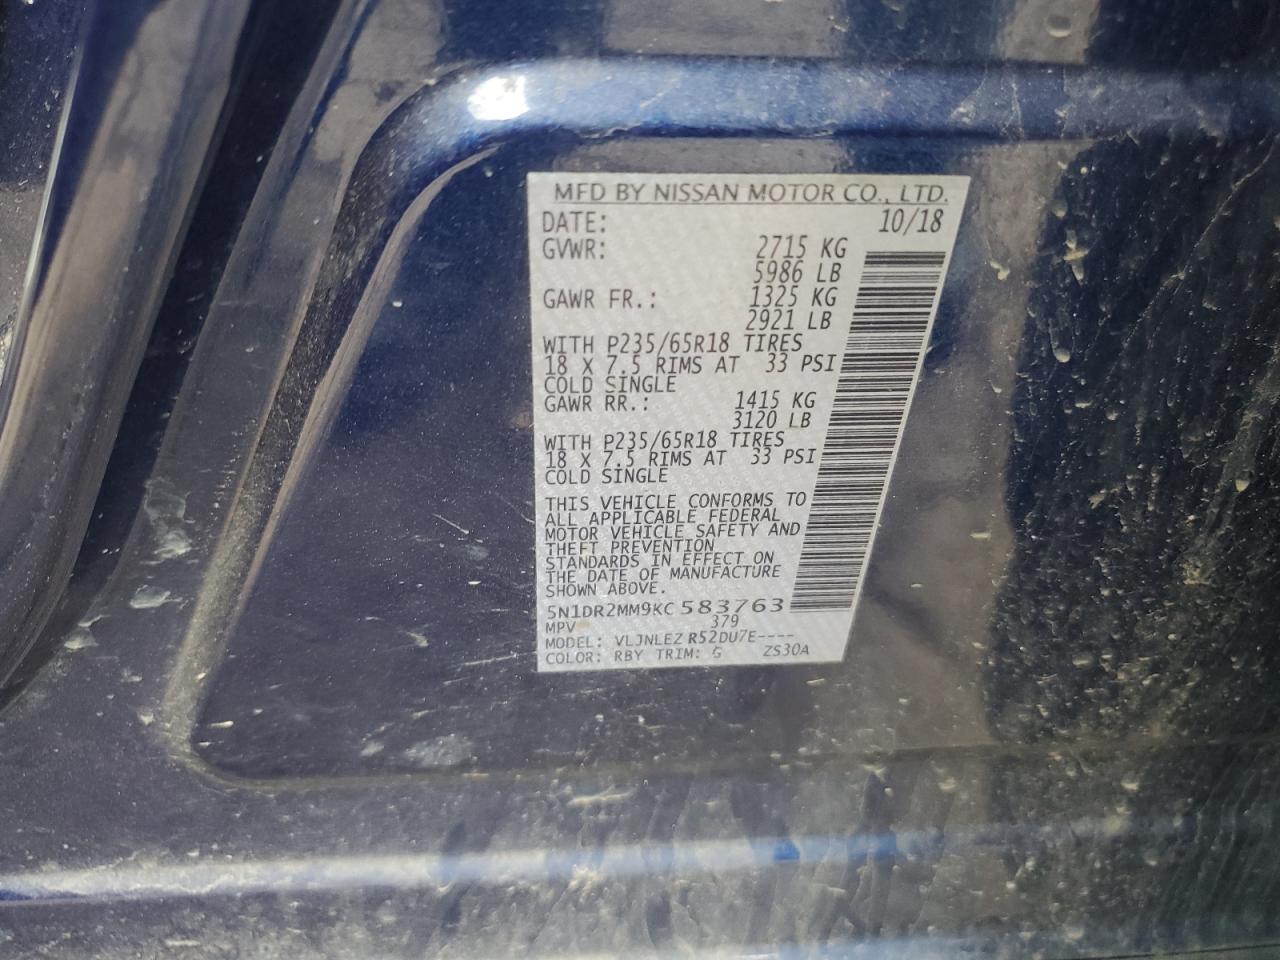 MFD BY NISSAN MOTOR CO., LTD.
DATE: 10/18
GVWR: 2715 KG
5986 LB
GAWR FR.: 1325 KG
2921 LB
WITH P235/65R18 TIRES
18 X 7.5 RIMS AT 33 PSI
COLD SINGLE
GAWR RR.: 1415 KG
3120 LB
WITH P235/65R18 TIRES
18 X 7.5 RIMS AT 33 PSI
COLD SINGLE
THIS VEHICLE CONFORMS TO
ALL APPLICABLE FEDERAL
MOTOR VEHICLE SAFETY AND
THEFT PREVENTION
STANDARDS IN EFFECT ON
THE DATE OF MANUFACTURE
SHOWN ABOVE.
5N1DR2MM9KC 583763
MPV 379
MODEL: VLJNLEZ R52DU7E----
COLOR: RBY TRIM: G ZS30A